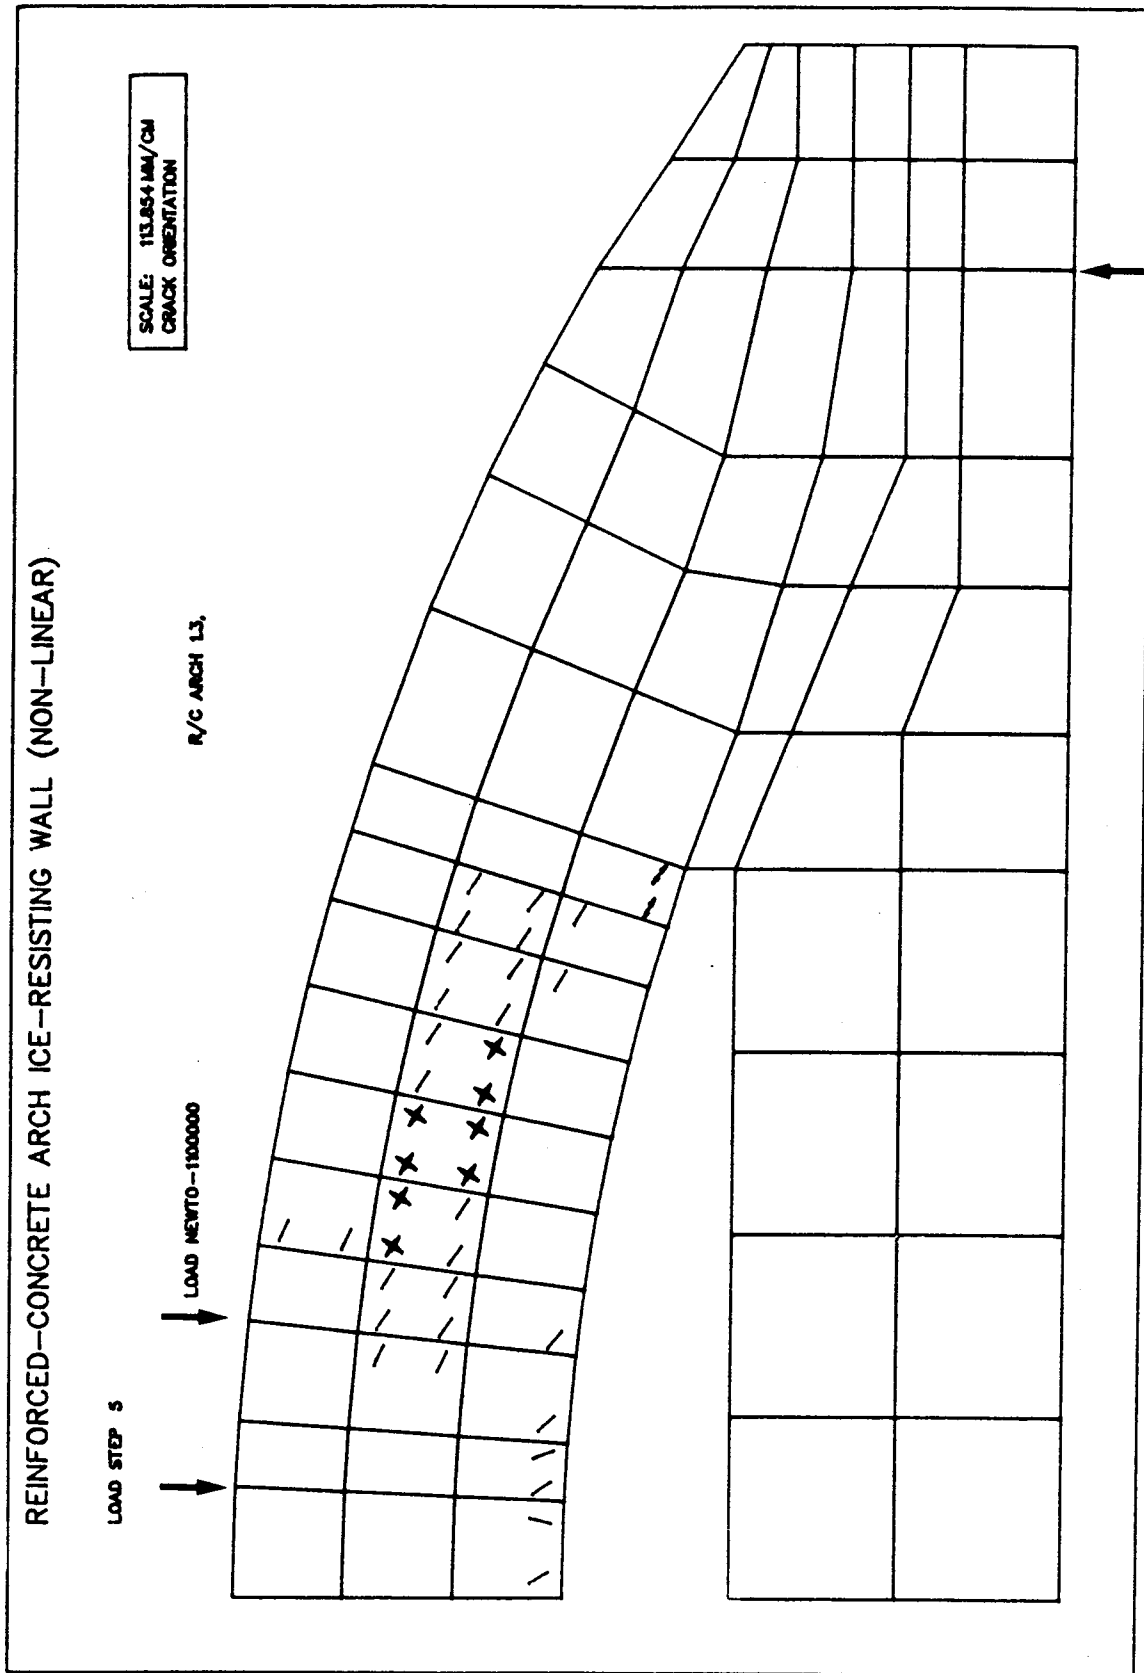 REINFORCED-CONCRETE ARCH ICE-RESISTING WALL (NON-LINEAR)
LOAD STEP 5
LOAD NEWTO-1100000
R/C ARCH L3,
SCALE: 113.854 MM/CM
CRACK ORIENTATION